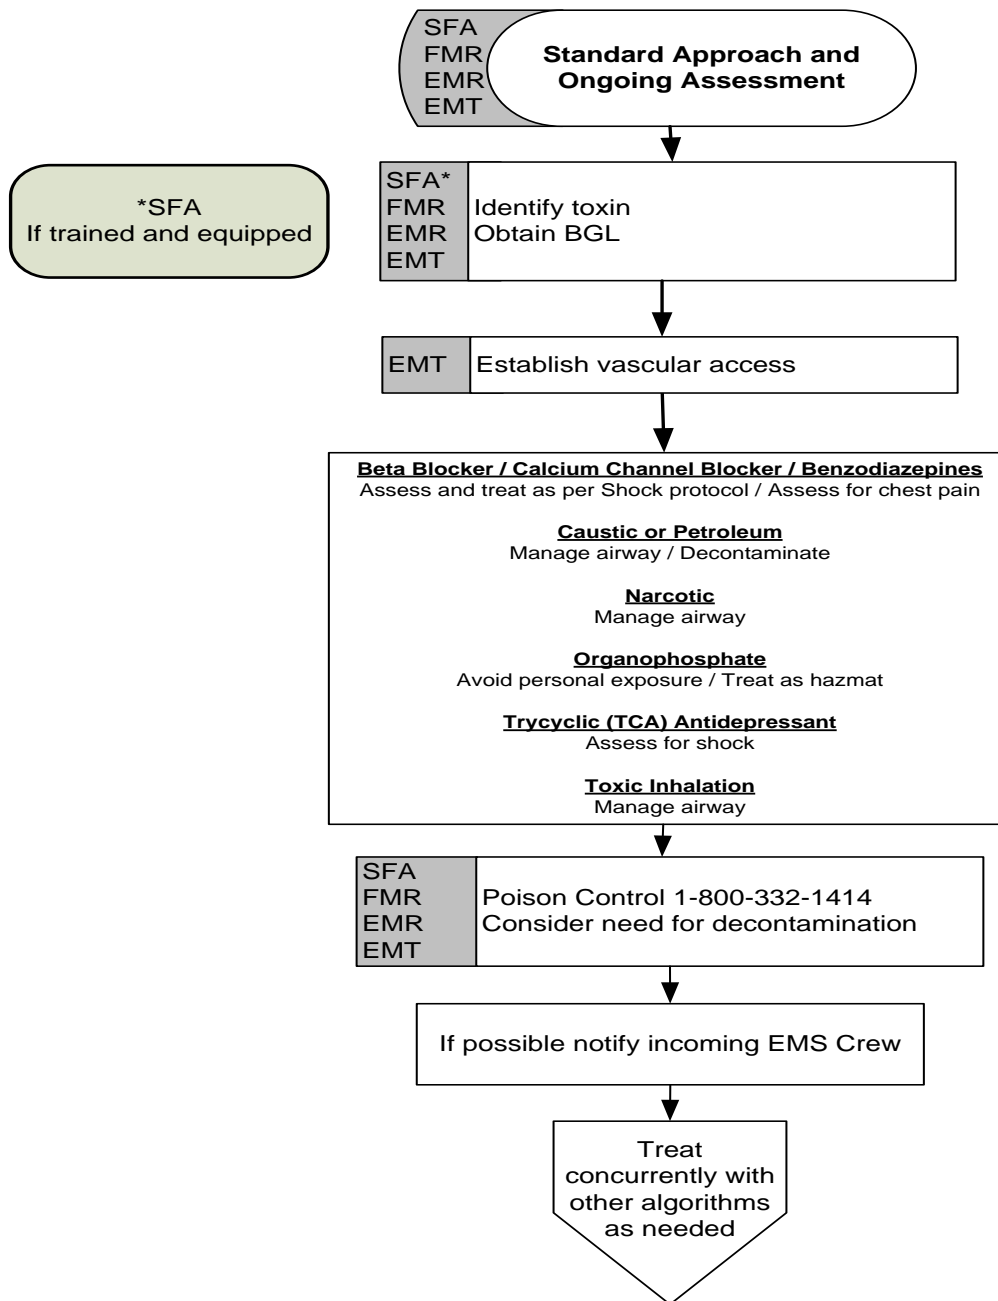 SFA
FMR
EMR
EMT
Standard Approach and
Ongoing Assessment
*SFA
If trained and equipped
SFA*
FMR
EMR
EMT
Identify toxin
Obtain BGL
EMT
Establish vascular access
Beta Blocker / Calcium Channel Blocker / Benzodiazepines
Assess and treat as per Shock protocol / Assess for chest pain
Caustic or Petroleum
Manage airway / Decontaminate
Narcotic
Manage airway
Organophosphate
Avoid personal exposure / Treat as hazmat
Trycyclic (TCA) Antidepressant
Assess for shock
Toxic Inhalation
Manage airway
SFA
FMR
EMR
EMT
Poison Control 1-800-332-1414
Consider need for decontamination
If possible notify incoming EMS Crew
Treat
concurrently with
other algorithms
as needed